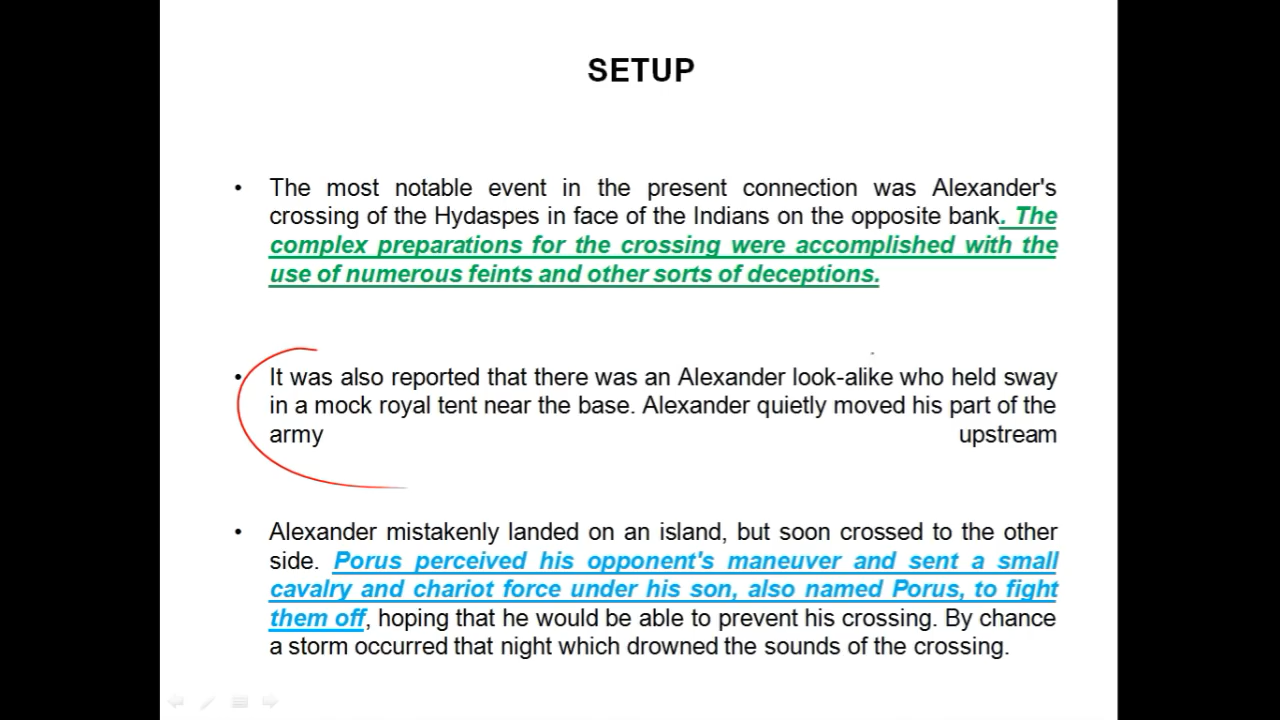 SETUP
• The most notable event in the present connection was Alexander's
crossing of the Hydaspes in face of the Indians on the opposite bank. The
complex preparations for the crossing were accomplished with the
use of numerous feints and other sorts of deceptions.
• It was also reported that there was an Alexander look-alike who held sway
in a mock royal tent near the base. Alexander quietly moved his part of the
army upstream
• Alexander mistakenly landed on an island, but soon crossed to the other
side. Porus perceived his opponent's maneuver and sent a small
cavalry and chariot force under his son, also named Porus, to fight
them off, hoping that he would be able to prevent his crossing. By chance
a storm occurred that night which drowned the sounds of the crossing.